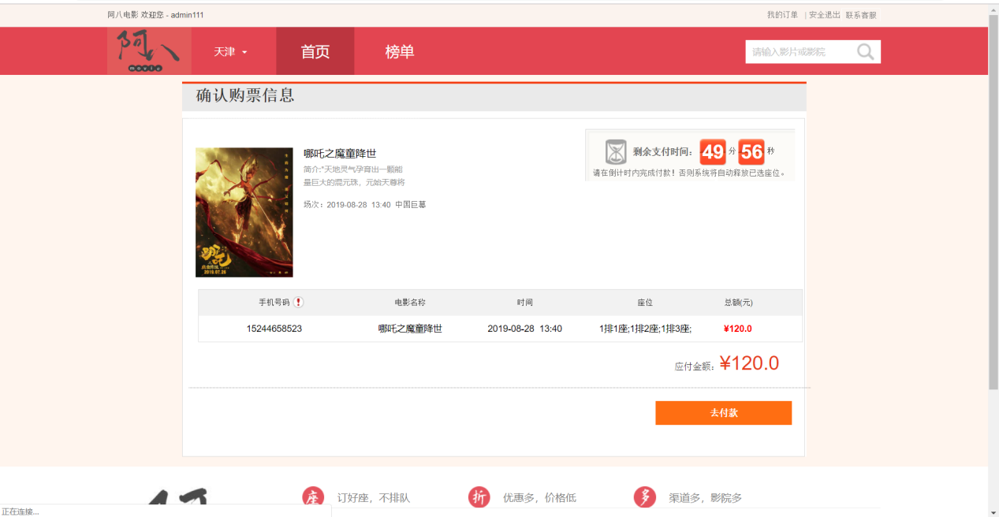 阿八电影 欢迎您 - admin111
我的订单 | 安全退出 联系客服
阿八
movie
天津
首页
榜单
请输入影片或影院
确认购票信息
哪吒之魔童降世
简介:"天地灵气孕育出一颗能
量巨大的混元珠，元始天尊将
场次：2019-08-28 13:40 中国巨幕
剩余支付时间： 49 分 56 秒
请在倒计时内完成付款！否则系统将自动释放已选座位。
哪吒
2019.07.26
手机号码 电影名称 时间 座位 总额(元)
15244658523 哪吒之魔童降世 2019-08-28 13:40 1排1座;1排2座;1排3座; ¥120.0
应付金额：¥120.0
去付款
座 订好座，不排队
折 优惠多，价格低
多 渠道多，影院多
正在连接...